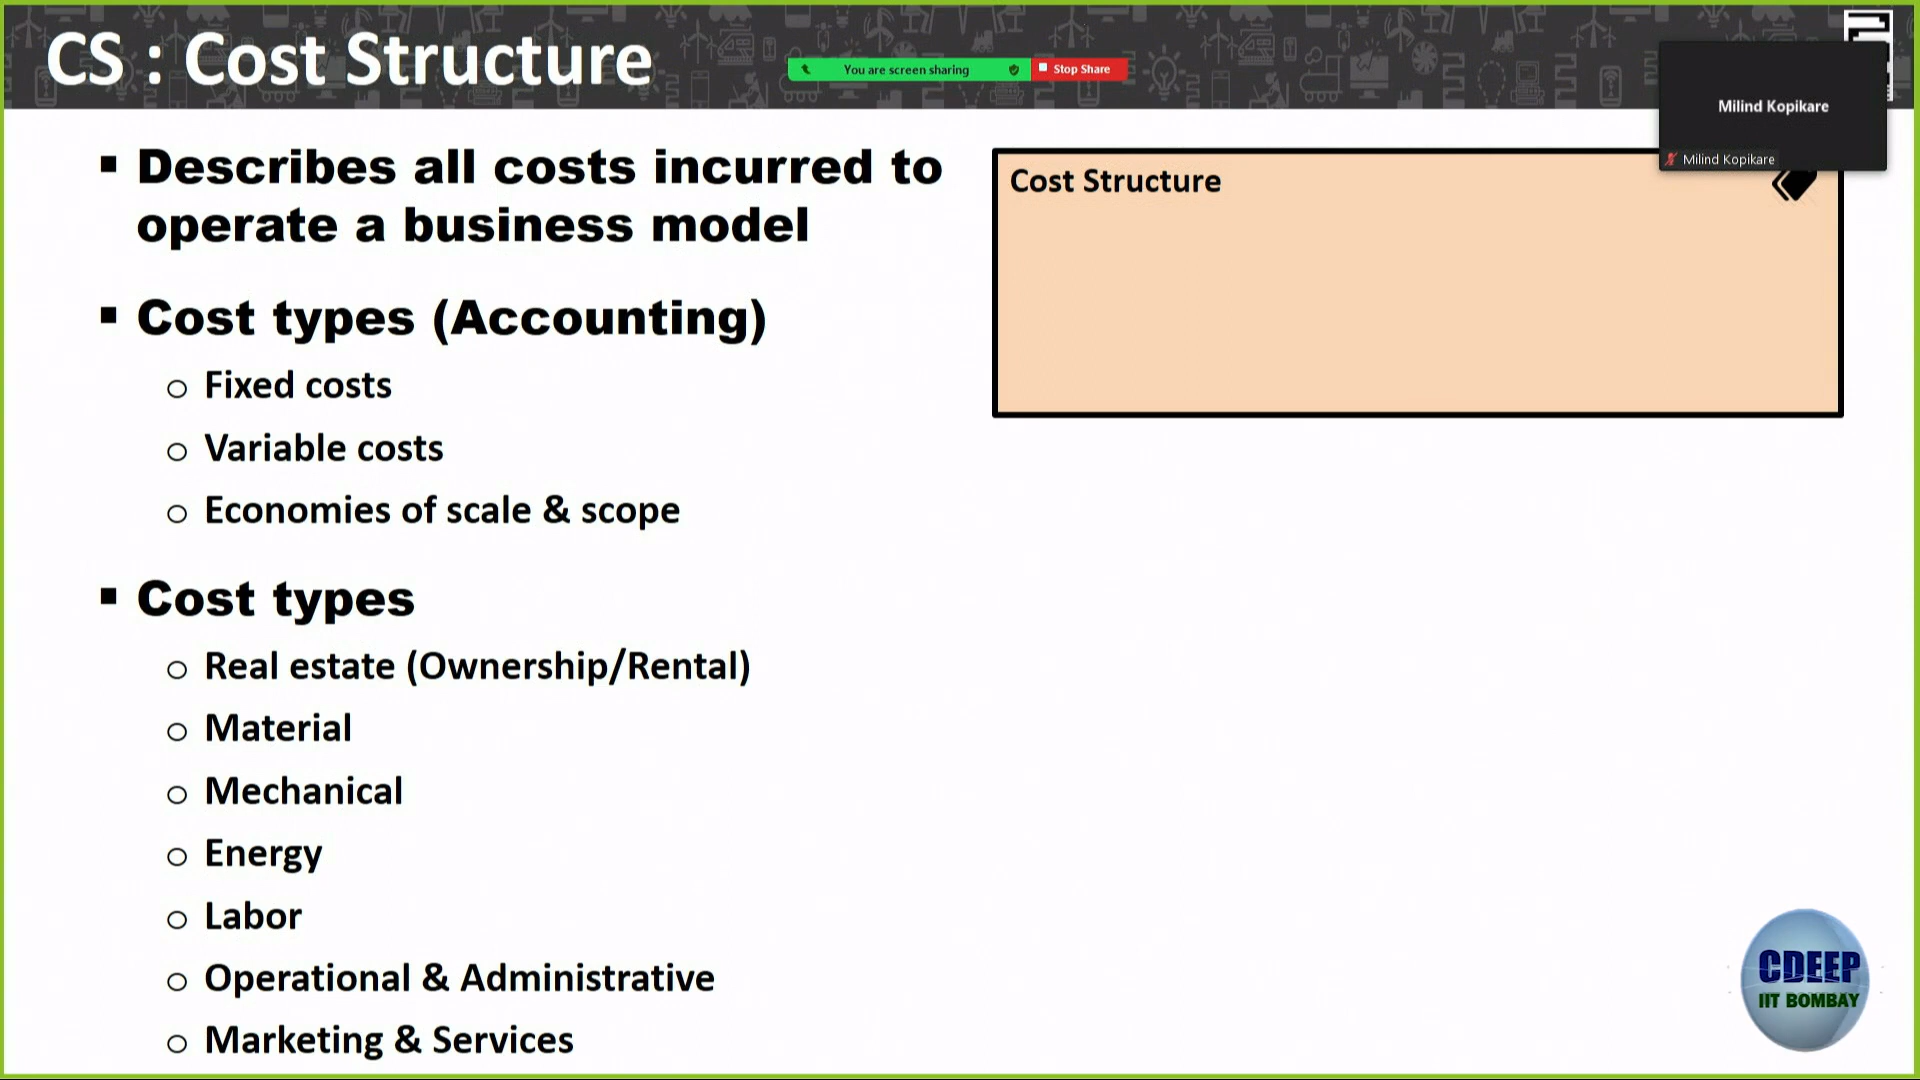 CS : Cost Structure
You are screen sharing
Stop Share
Milind Kopikare
Milind Kopikare
▪ Describes all costs incurred to
operate a business model
▪ Cost types (Accounting)
o Fixed costs
o Variable costs
o Economies of scale & scope
▪ Cost types
o Real estate (Ownership/Rental)
o Material
o Mechanical
o Energy
o Labor
o Operational & Administrative
o Marketing & Services
Cost Structure
CDEEP
IIT BOMBAY